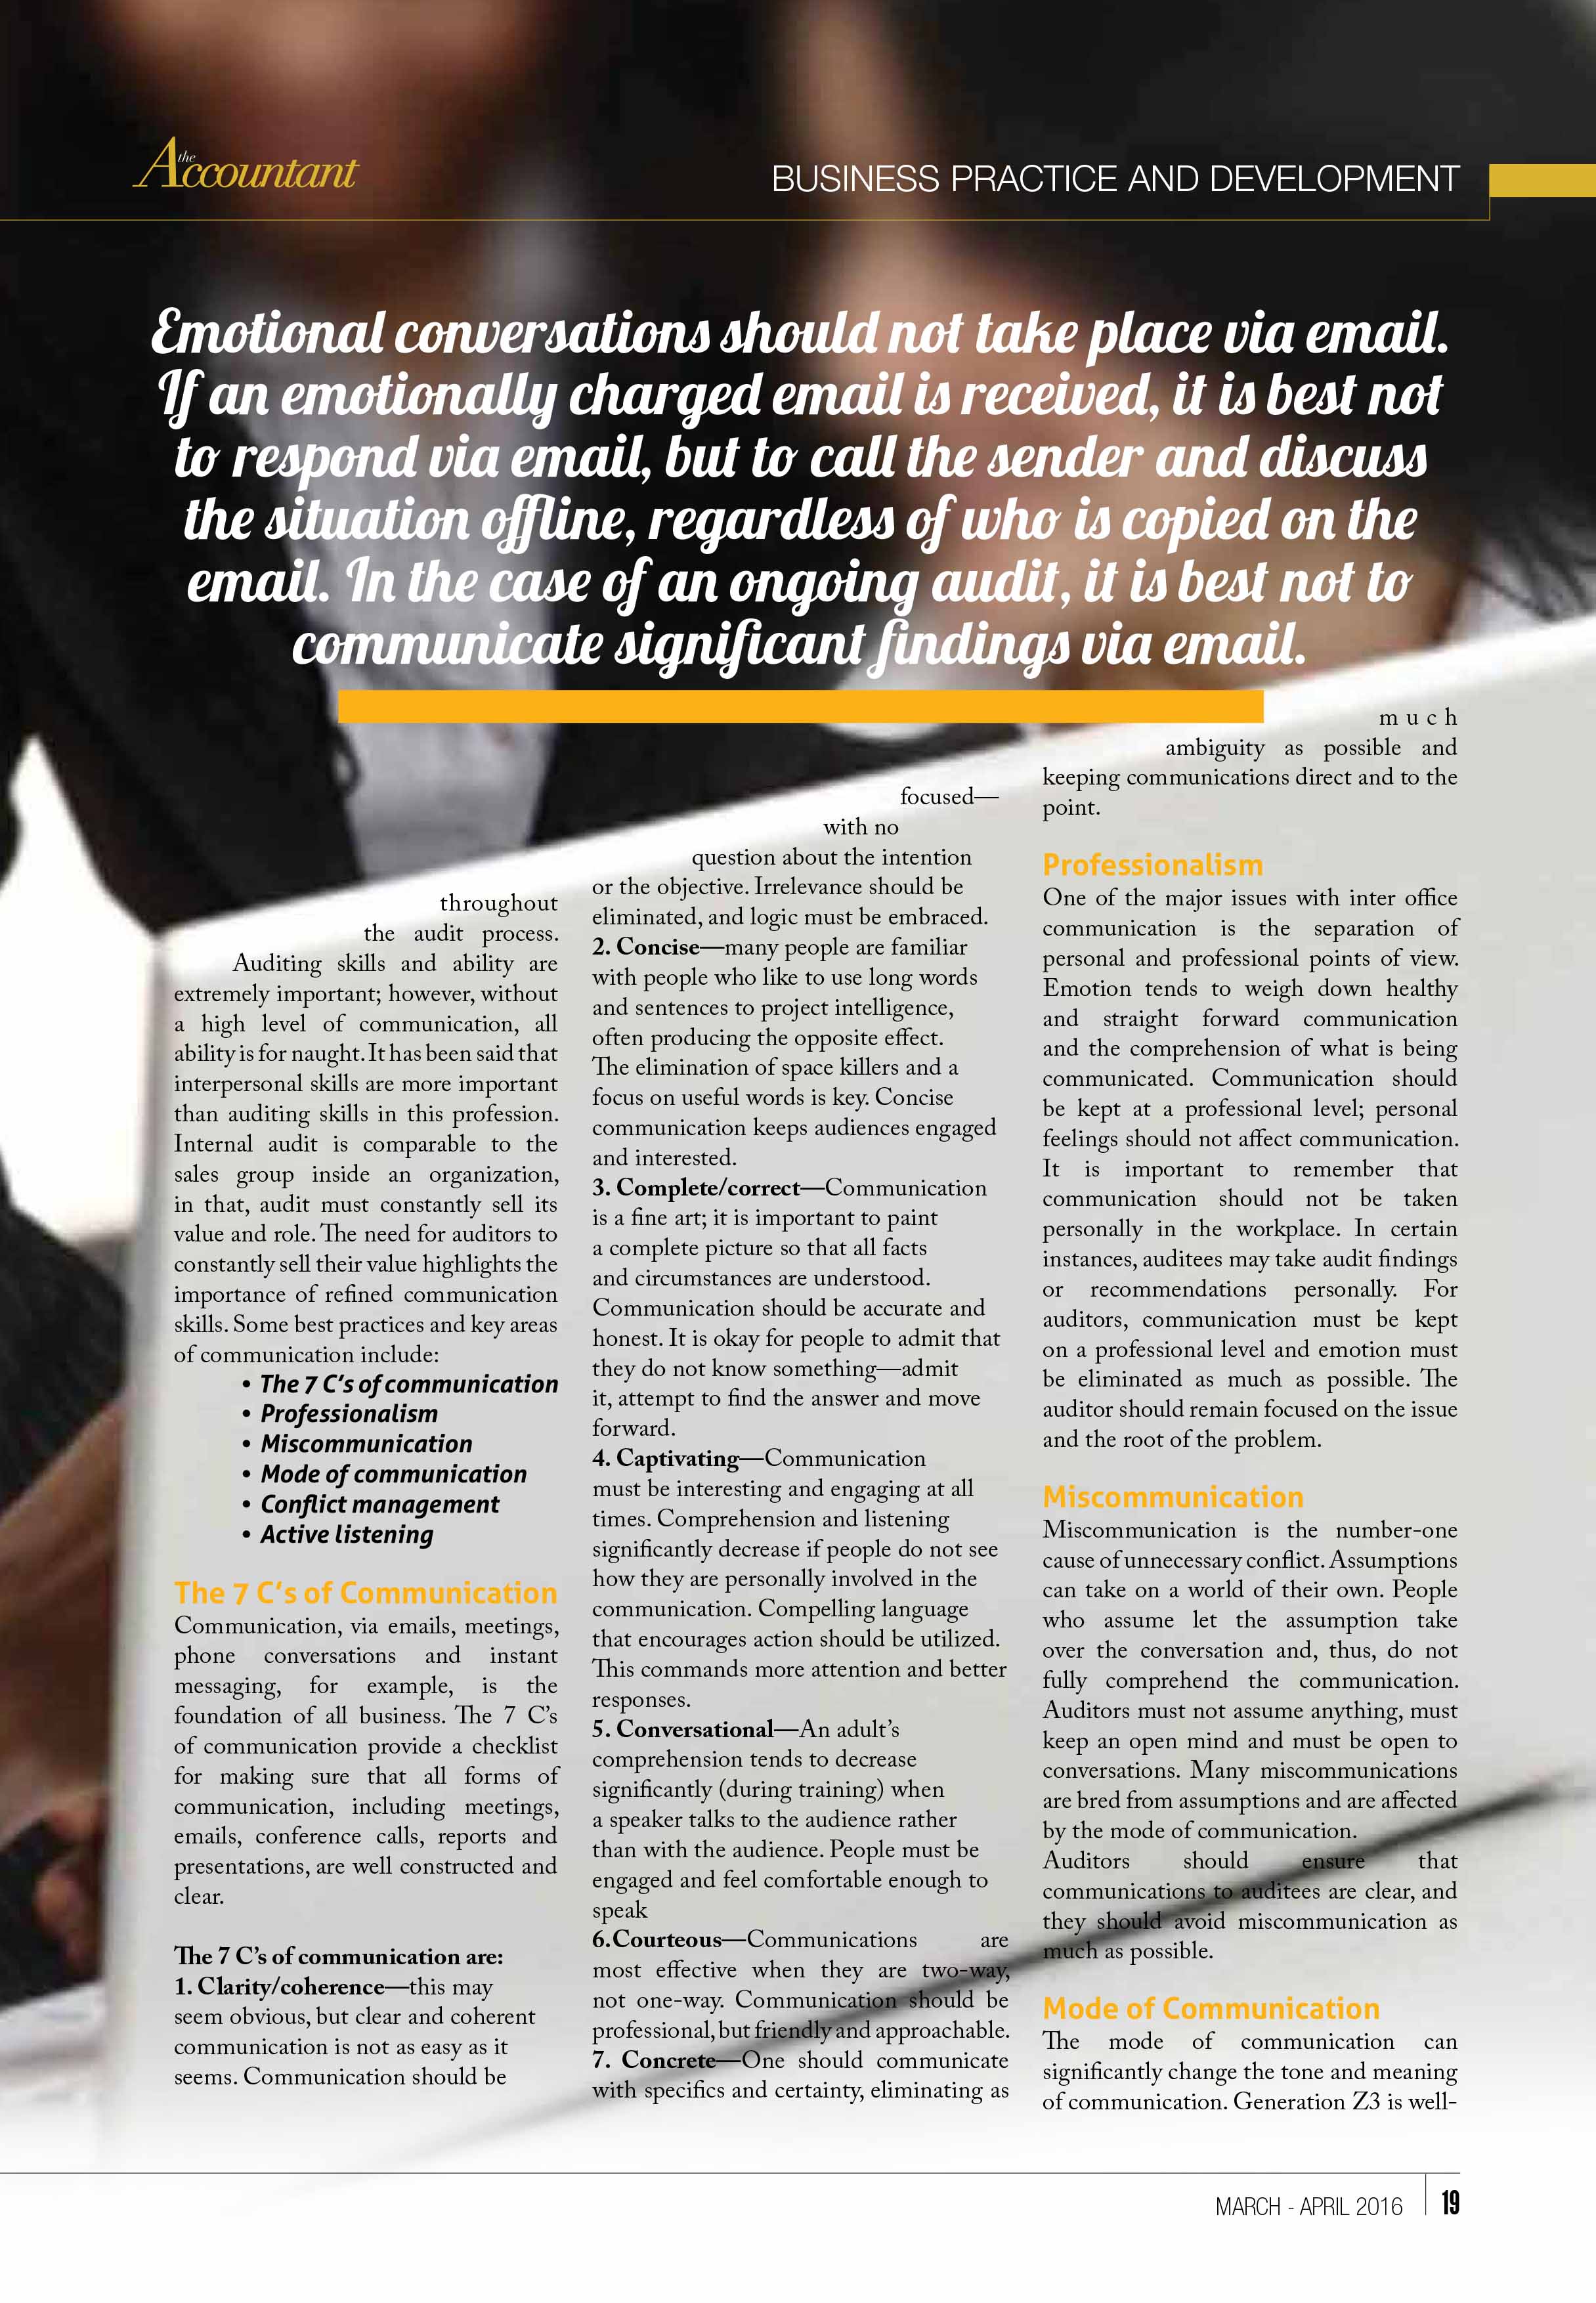 the Accountant
BUSINESS PRACTICE AND DEVELOPMENT
Emotional conversations should not take place via email.
If an emotionally charged email is received, it is best not
to respond via email, but to call the sender and discuss
the situation offline, regardless of who is copied on the
email. In the case of an ongoing audit, it is best not to
communicate significant findings via email.
throughout
the audit process.
Auditing skills and ability are
extremely important; however, without
a high level of communication, all
ability is for naught. It has been said that
interpersonal skills are more important
than auditing skills in this profession.
Internal audit is comparable to the
sales group inside an organization,
in that, audit must constantly sell its
value and role. The need for auditors to
constantly sell their value highlights the
importance of refined communication
skills. Some best practices and key areas
of communication include:
• The 7 C's of communication
• Professionalism
• Miscommunication
• Mode of communication
• Conflict management
• Active listening
The 7 C's of Communication
Communication, via emails, meetings,
phone conversations and instant
messaging, for example, is the
foundation of all business. The 7 C's
of communication provide a checklist
for making sure that all forms of
communication, including meetings,
emails, conference calls, reports and
presentations, are well constructed and
clear.
The 7 C's of communication are:
1. Clarity/coherence—this may
seem obvious, but clear and coherent
communication is not as easy as it
seems. Communication should be
focused—
with no
question about the intention
or the objective. Irrelevance should be
eliminated, and logic must be embraced.
2. Concise—many people are familiar
with people who like to use long words
and sentences to project intelligence,
often producing the opposite effect.
The elimination of space killers and a
focus on useful words is key. Concise
communication keeps audiences engaged
and interested.
3. Complete/correct—Communication
is a fine art; it is important to paint
a complete picture so that all facts
and circumstances are understood.
Communication should be accurate and
honest. It is okay for people to admit that
they do not know something—admit
it, attempt to find the answer and move
forward.
4. Captivating—Communication
must be interesting and engaging at all
times. Comprehension and listening
significantly decrease if people do not see
how they are personally involved in the
communication. Compelling language
that encourages action should be utilized.
This commands more attention and better
responses.
5. Conversational—An adult's
comprehension tends to decrease
significantly (during training) when
a speaker talks to the audience rather
than with the audience. People must be
engaged and feel comfortable enough to
speak
6.Courteous—Communications are
most effective when they are two-way,
not one-way. Communication should be
professional, but friendly and approachable.
7. Concrete—One should communicate
with specifics and certainty, eliminating as
much
ambiguity as possible and
keeping communications direct and to the
point.
Professionalism
One of the major issues with inter office
communication is the separation of
personal and professional points of view.
Emotion tends to weigh down healthy
and straight forward communication
and the comprehension of what is being
communicated. Communication should
be kept at a professional level; personal
feelings should not affect communication.
It is important to remember that
communication should not be taken
personally in the workplace. In certain
instances, auditees may take audit findings
or recommendations personally. For
auditors, communication must be kept
on a professional level and emotion must
be eliminated as much as possible. The
auditor should remain focused on the issue
and the root of the problem.
Miscommunication
Miscommunication is the number-one
cause of unnecessary conflict. Assumptions
can take on a world of their own. People
who assume let the assumption take
over the conversation and, thus, do not
fully comprehend the communication.
Auditors must not assume anything, must
keep an open mind and must be open to
conversations. Many miscommunications
are bred from assumptions and are affected
by the mode of communication.
Auditors should ensure that
communications to auditees are clear, and
they should avoid miscommunication as
much as possible.
Mode of Communication
The mode of communication can
significantly change the tone and meaning
of communication. Generation Z3 is well-
MARCH - APRIL 2016 19